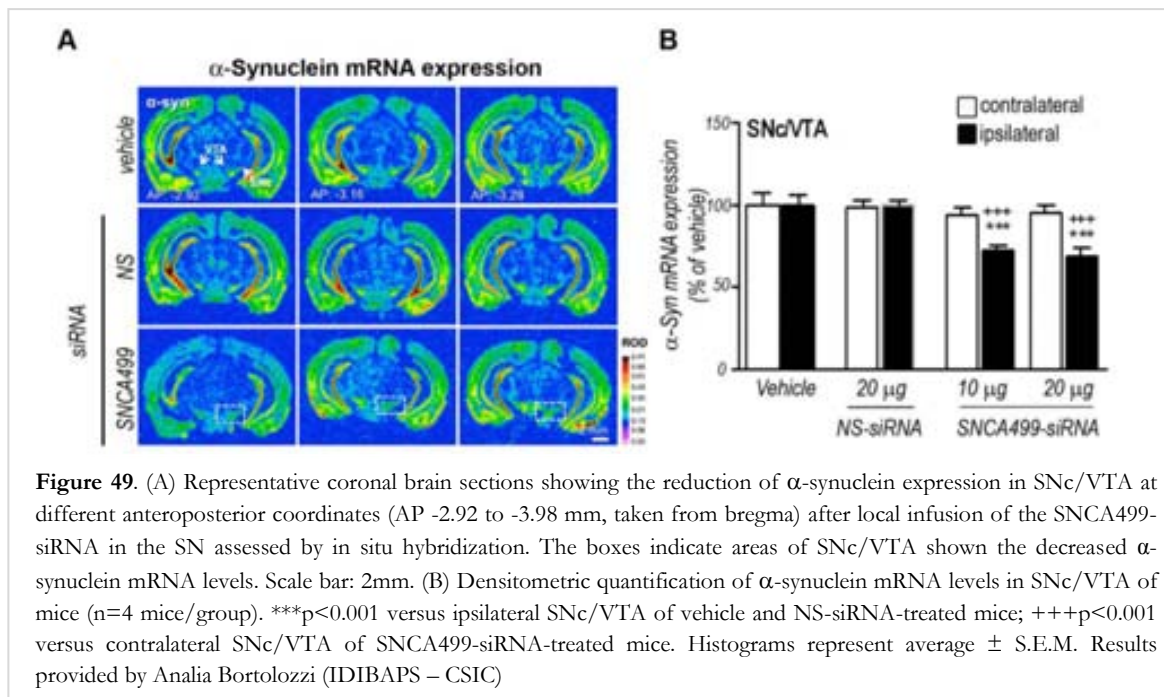 A
α-Synuclein mRNA expression
α-syn
VTA
AP: -2.92
AP: -3.16
AP: -3.28
vehicle
NS
SNCA499
siRNA
ROD
B
contralateral
ipsilateral
SNc/VTA
150
100
50
0
α-Syn mRNA expression
(% of vehicle)
+++
***
+++
***
Vehicle
20 µg
10 µg
20 µg
NS-siRNA
SNCA499-siRNA
Figure 49. (A) Representative coronal brain sections showing the reduction of α-synuclein expression in SNc/VTA at
different anteroposterior coordinates (AP -2.92 to -3.98 mm, taken from bregma) after local infusion of the SNCA499-
siRNA in the SN assessed by in situ hybridization. The boxes indicate areas of SNc/VTA shown the decreased α-
synuclein mRNA levels. Scale bar: 2mm. (B) Densitometric quantification of α-synuclein mRNA levels in SNc/VTA of
mice (n=4 mice/group). ***p<0.001 versus ipsilateral SNc/VTA of vehicle and NS-siRNA-treated mice; +++p<0.001
versus contralateral SNc/VTA of SNCA499-siRNA-treated mice. Histograms represent average ± S.E.M. Results
provided by Analia Bortolozzi (IDIBAPS – CSIC)